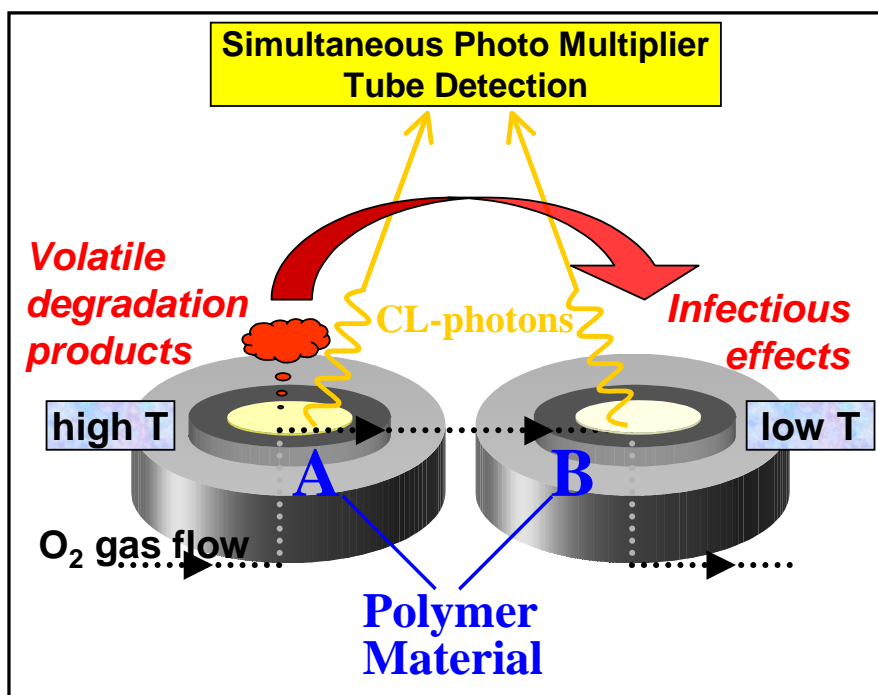 Simultaneous Photo Multiplier
Tube Detection
Volatile
degradation
products
CL-photons
Infectious
effects
high T
low T
A
B
O₂ gas flow
Polymer
Material